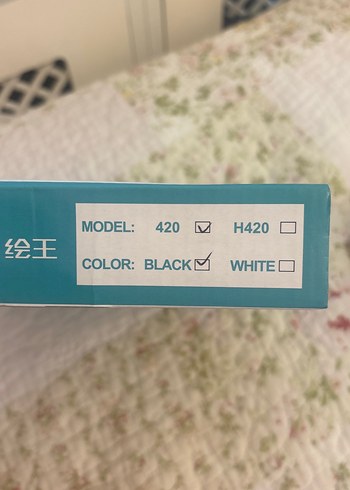 绘王
MODEL: 420 ☑ H420 ☐
COLOR: BLACK ☑ WHITE ☐